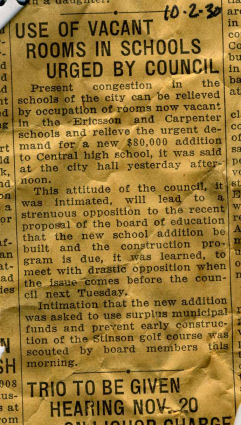 n a daughter.
10-2-30
USE OF VACANT
ROOMS IN SCHOOLS
URGED BY COUNCIL
Present congestion in the
schools of the city can be relieved
by occupation of rooms now vacant
in the Ericsson and Carpenter
schools and relieve the urgent de-
mand for a new $80,000 addition
to Central high school, it was said
at the city hall yesterday after-
noon.
This attitude of the council, it
was intimated, will lead to a
strenuous opposition to the recent
proposal of the board of education
that the new school addition be
built and the construction pro-
gram is due, it was learned, to
meet with drastic opposition when
the issue comes before the coun-
cil next Tuesday.
Intimation that the new addition
was asked to use surplus municipal
funds and prevent early construc-
tion of the Stinson golf course was
scouted by board members this
morning.
TRIO TO BE GIVEN
HEARING NOV. 20
ON LIQUOR CHARGE